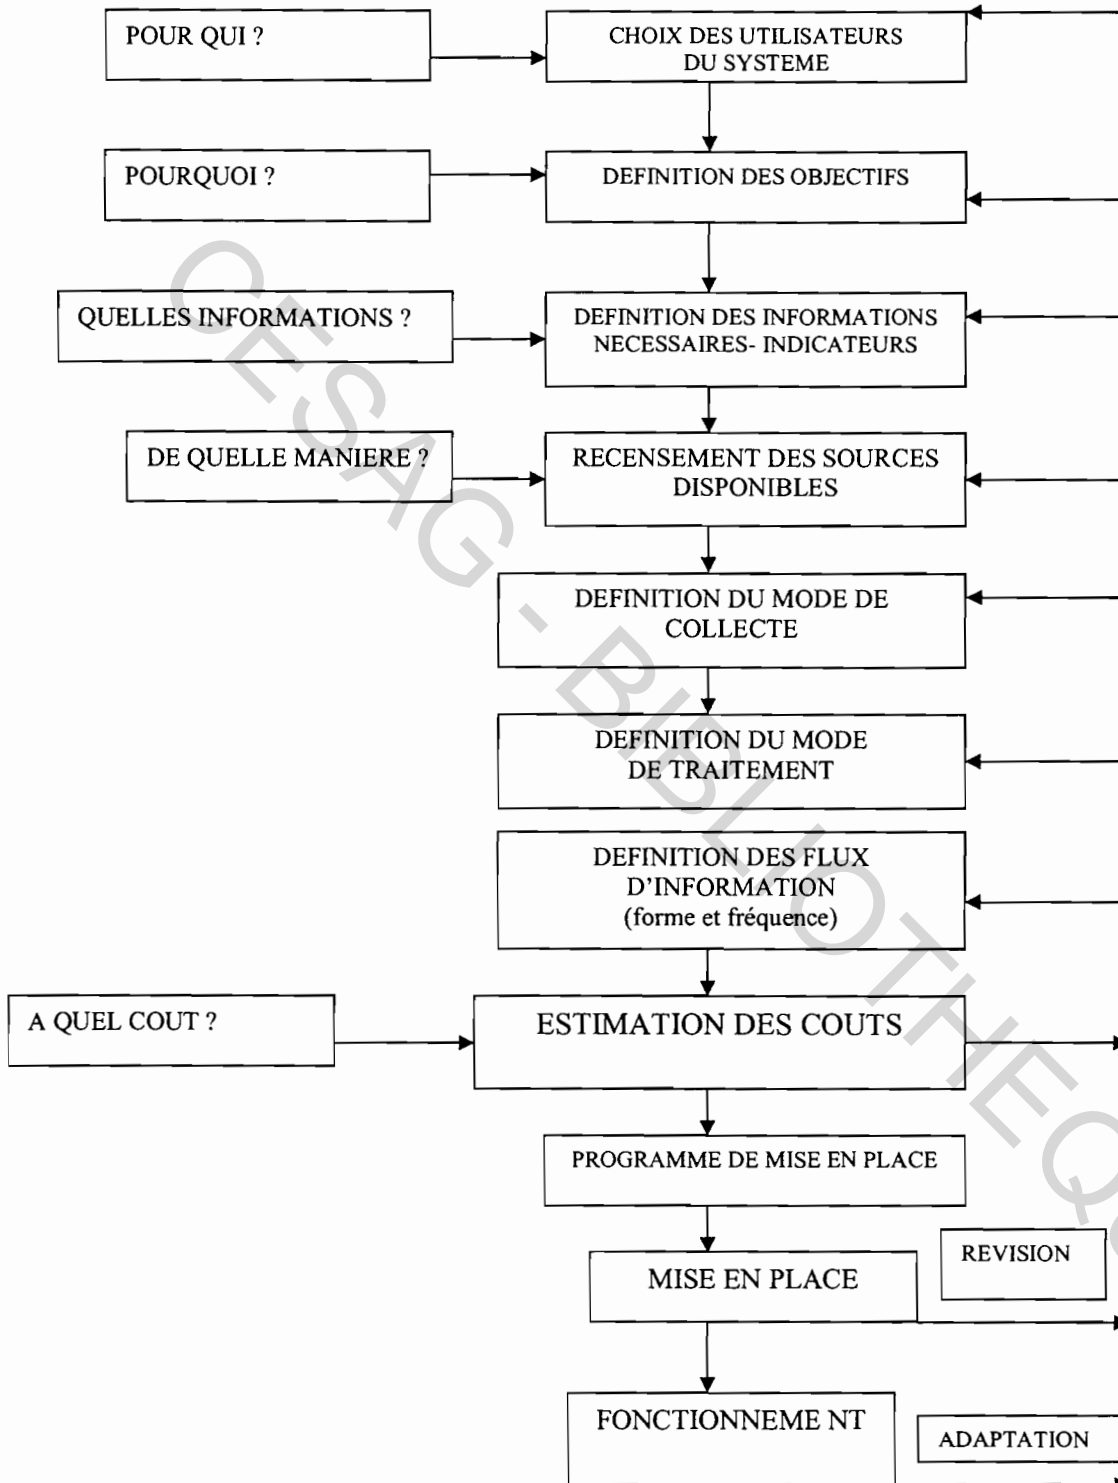 POUR QUI ?
CHOIX DES UTILISATEURS
DU SYSTEME
POURQUOI ?
DEFINITION DES OBJECTIFS
QUELLES INFORMATIONS ?
DEFINITION DES INFORMATIONS
NECESSAIRES- INDICATEURS
DE QUELLE MANIERE ?
RECENSEMENT DES SOURCES
DISPONIBLES
DEFINITION DU MODE DE
COLLECTE
DEFINITION DU MODE
DE TRAITEMENT
DEFINITION DES FLUX
D'INFORMATION
(forme et fréquence)
A QUEL COUT ?
ESTIMATION DES COUTS
PROGRAMME DE MISE EN PLACE
MISE EN PLACE
REVISION
FONCTIONNEME NT
ADAPTATION
CESAG - BIBLIOTHEQU